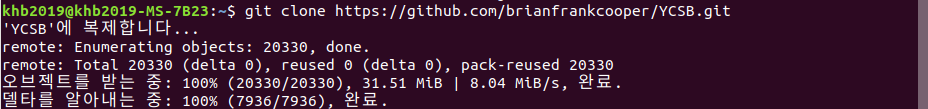 khb2019@khb2019-MS-7B23:~$ git clone https://github.com/brianfrankcooper/YCSB.git
'YCSB'에 복제합니다...
remote: Enumerating objects: 20330, done.
remote: Total 20330 (delta 0), reused 0 (delta 0), pack-reused 20330
오브젝트를 받는 중: 100% (20330/20330), 31.51 MiB | 8.04 MiB/s, 완료.
델타를 알아내는 중: 100% (7936/7936), 완료.